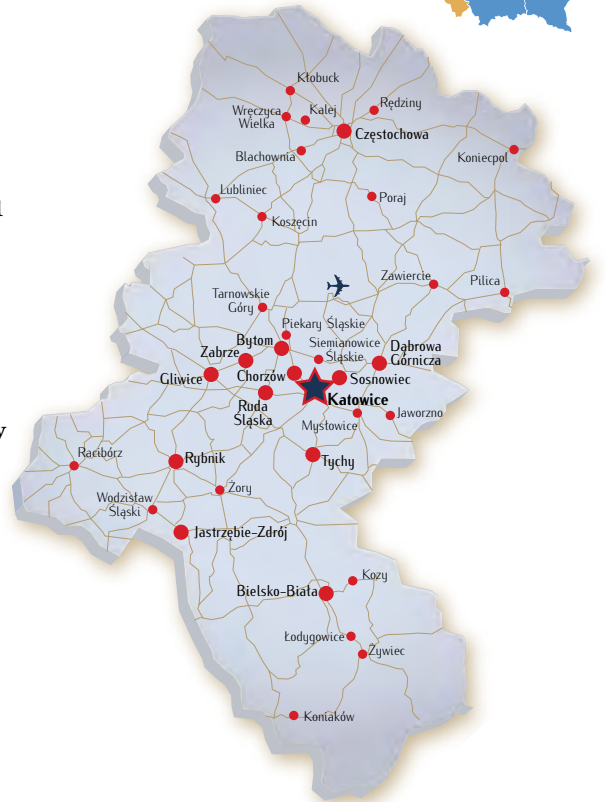 Kłobuck
Rędziny
Wręczyca
Wielka
Kalej
Częstochowa
Blachownia
Koniecpol
Lubliniec
Poraj
Koszęcin
Zawiercie
Pilica
Tarnowskie
Góry
Piekary Śląskie
Siemianowice
Śląskie
Bytom
Dąbrowa
Górnicza
Zabrze
Gliwice
Chorzów
Sosnowiec
Katowice
Ruda
Śląska
Jaworzno
Mysłowice
Racibórz
Rybnik
Tychy
Żory
Wodzisław
Śląski
Jastrzębie-Zdrój
Kozy
Bielsko-Biała
Łodygowice
Żywiec
Koniaków